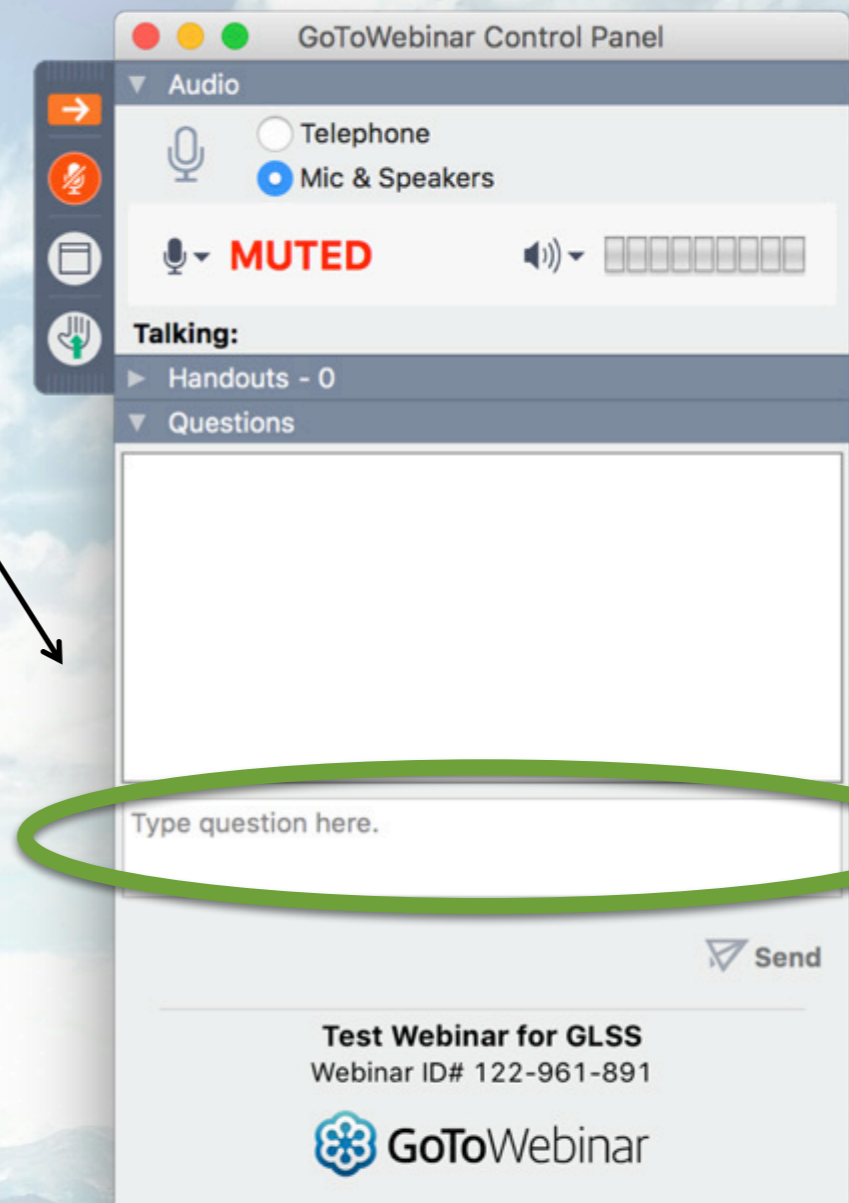 GoToWebinar Control Panel
Audio
Telephone
Mic & Speakers
MUTED
Talking:
Handouts - 0
Questions
Type question here.
Send
Test Webinar for GLSS
Webinar ID# 122-961-891
GoToWebinar